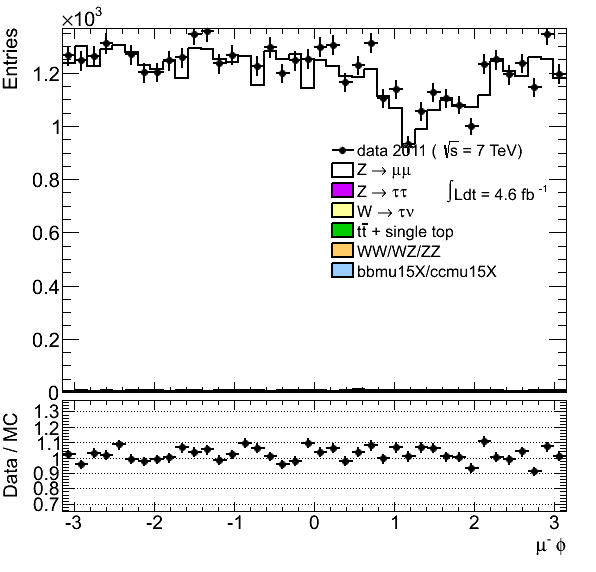 ×10³
Entries
1.2
1
0.8
0.6
0.4
0.2
0
data 2011 ( √s = 7 TeV)
Z → μμ
Z → ττ
∫Ldt = 4.6 fb⁻¹
W → τν
tt̅ + single top
WW/WZ/ZZ
bbmu15X/ccmu15X
Data / MC
1.3
1.2
1.1
1
0.9
0.8
0.7
-3 -2 -1 0 1 2 3
μ⁻ ϕ